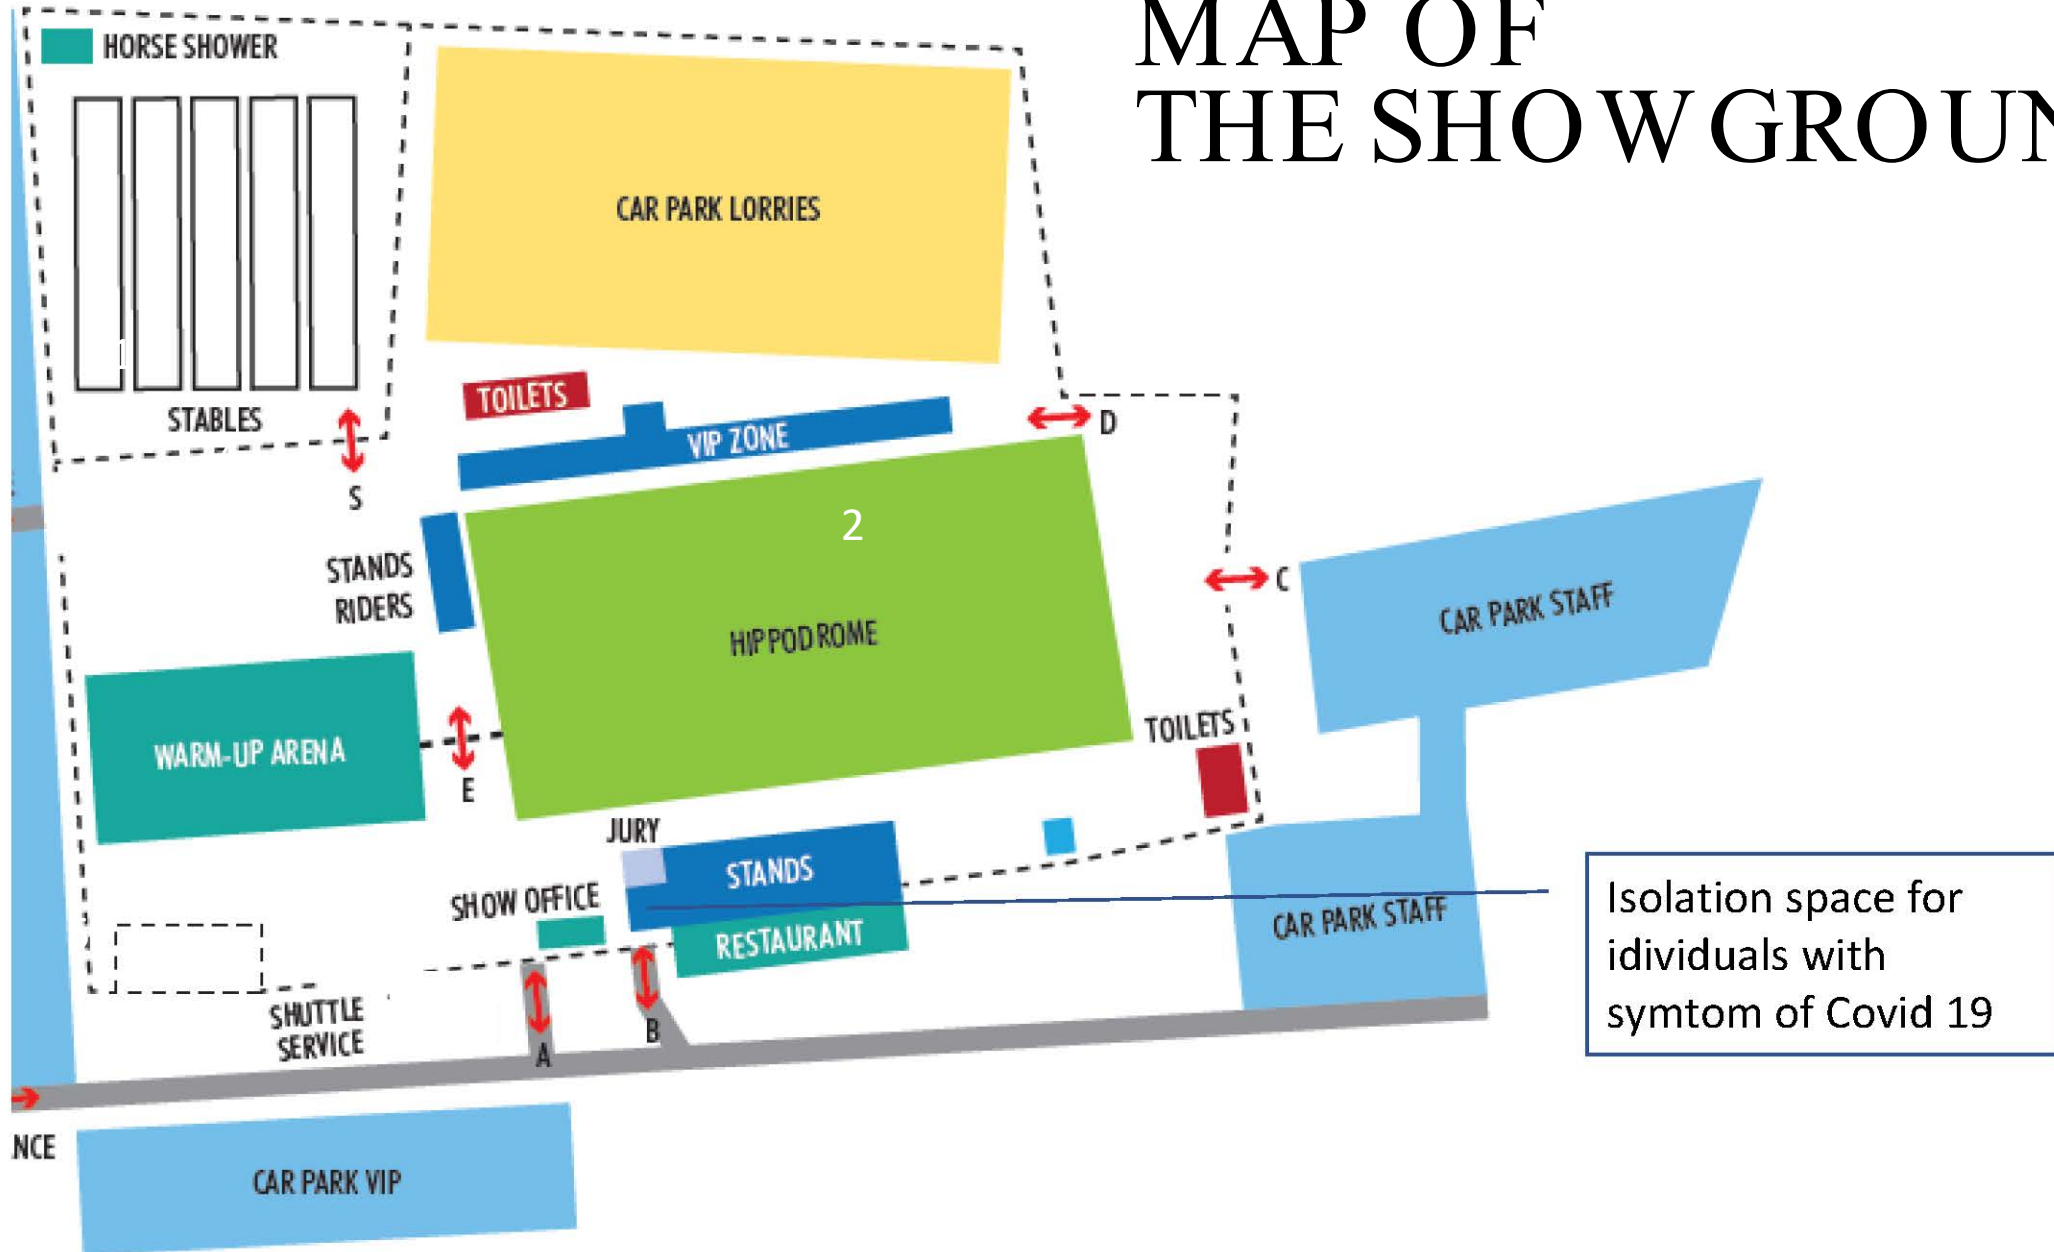 MAP OF
THE SHOWGROUN
HORSE SHOWER
CAR PARK LORRIES
1
STABLES
S
TOILETS
VIP ZONE
D
2
STANDS
RIDERS
HIPPODROME
C
CAR PARK STAFF
WARM-UP ARENA
E
TOILETS
JURY
STANDS
SHOW OFFICE
RESTAURANT
CAR PARK STAFF
Isolation space for
idividuals with
symtom of Covid 19
SHUTTLE
SERVICE
A
B
NCE
CAR PARK VIP